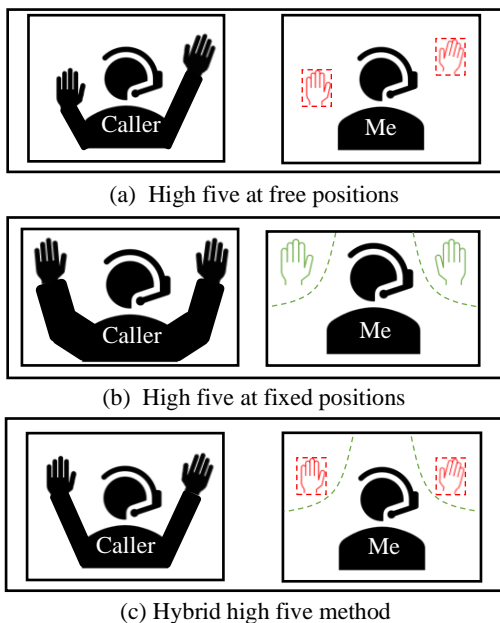 Caller
Me
(a) High five at free positions
Caller
Me
(b) High five at fixed positions
Caller
Me
(c) Hybrid high five method